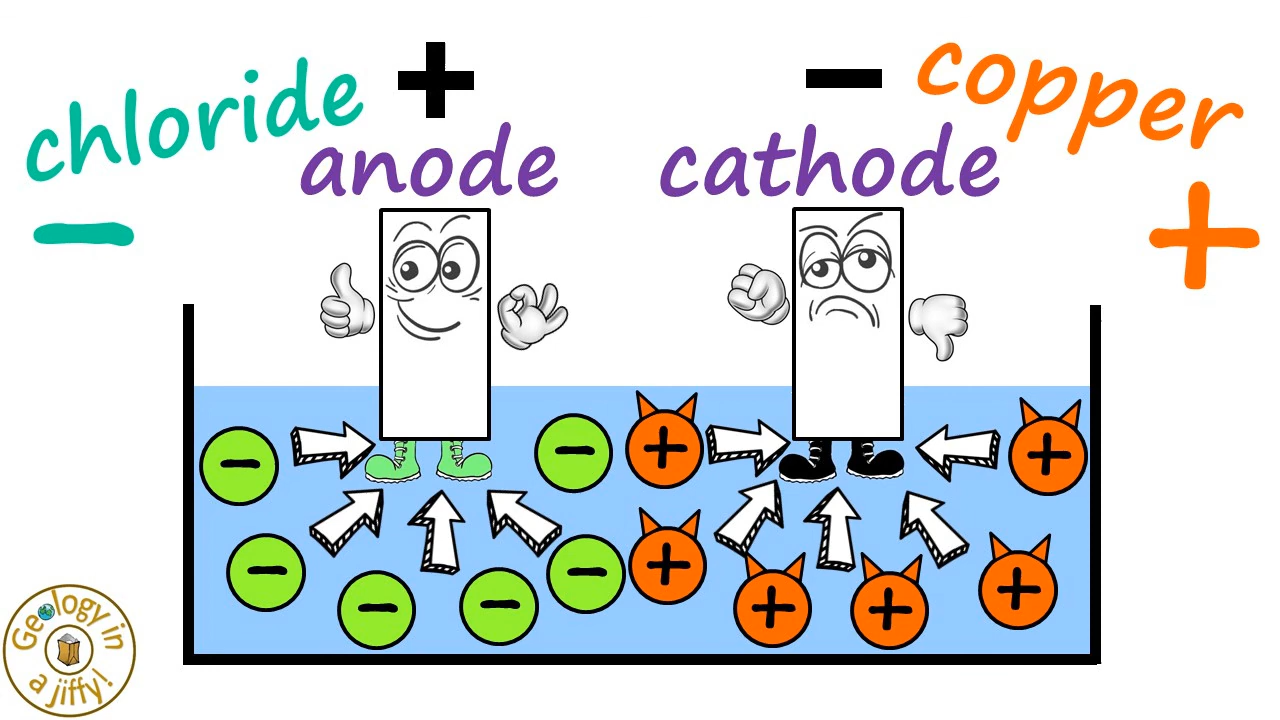 chloride + − copper
anode cathode
− +
− − + + +
− − − − + + + +
Geology in
a jiffy!